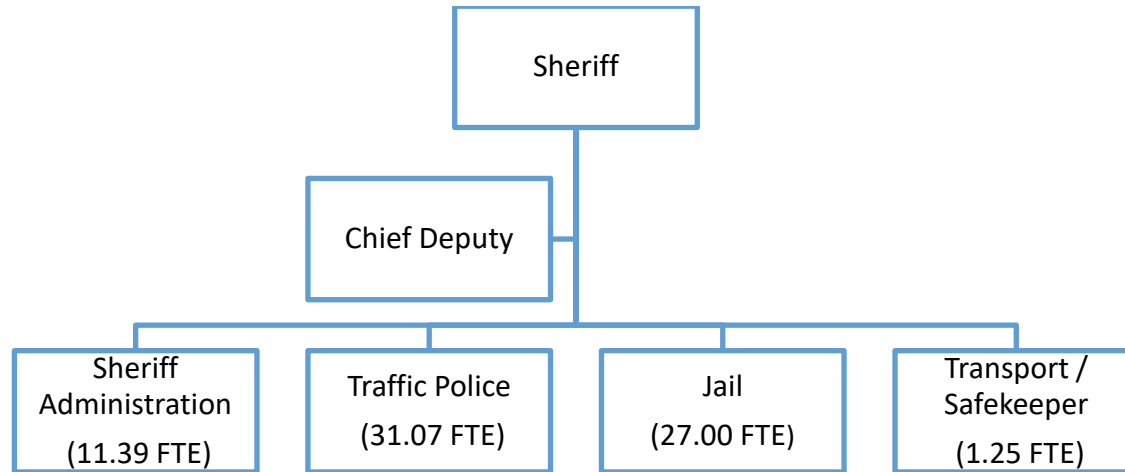 Sheriff
Chief Deputy
Sheriff
Administration
(11.39 FTE)
Traffic Police
(31.07 FTE)
Jail
(27.00 FTE)
Transport /
Safekeeper
(1.25 FTE)